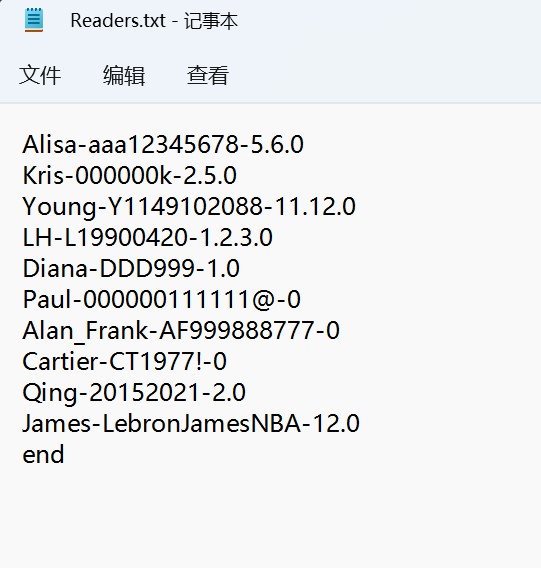 Readers.txt - 记事本
文件 编辑 查看
Alisa-aaa12345678-5.6.0
Kris-000000k-2.5.0
Young-Y1149102088-11.12.0
LH-L19900420-1.2.3.0
Diana-DDD999-1.0
Paul-000000111111@-0
Alan_Frank-AF999888777-0
Cartier-CT1977!-0
Qing-20152021-2.0
James-LebronJamesNBA-12.0
end